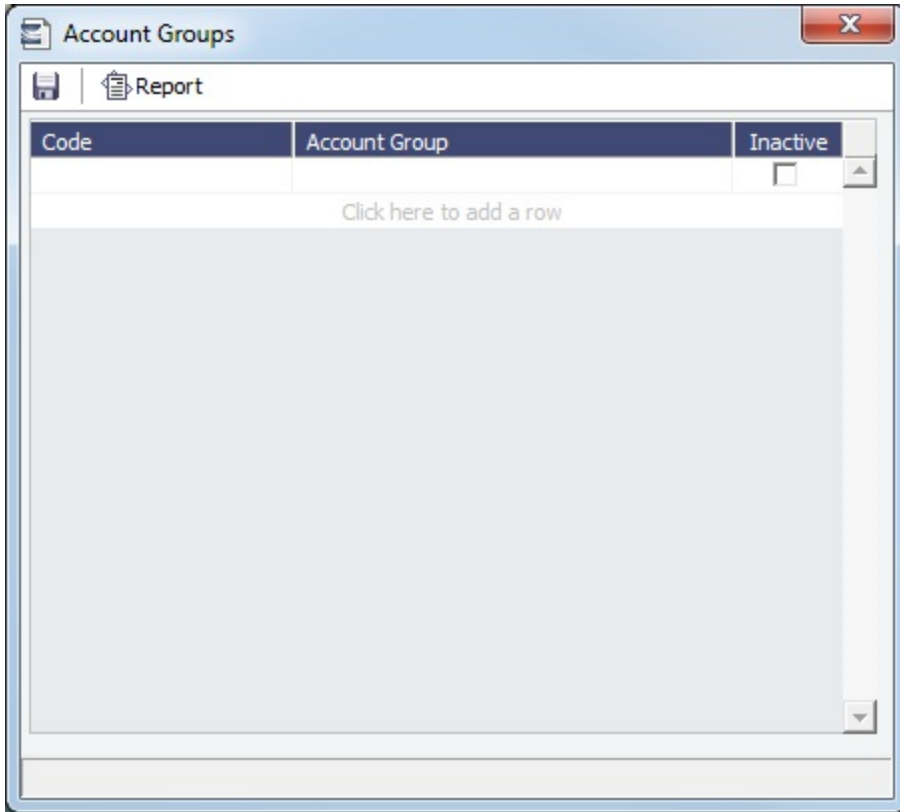 Account Groups
Report
Code Account Group Inactive
Click here to add a row